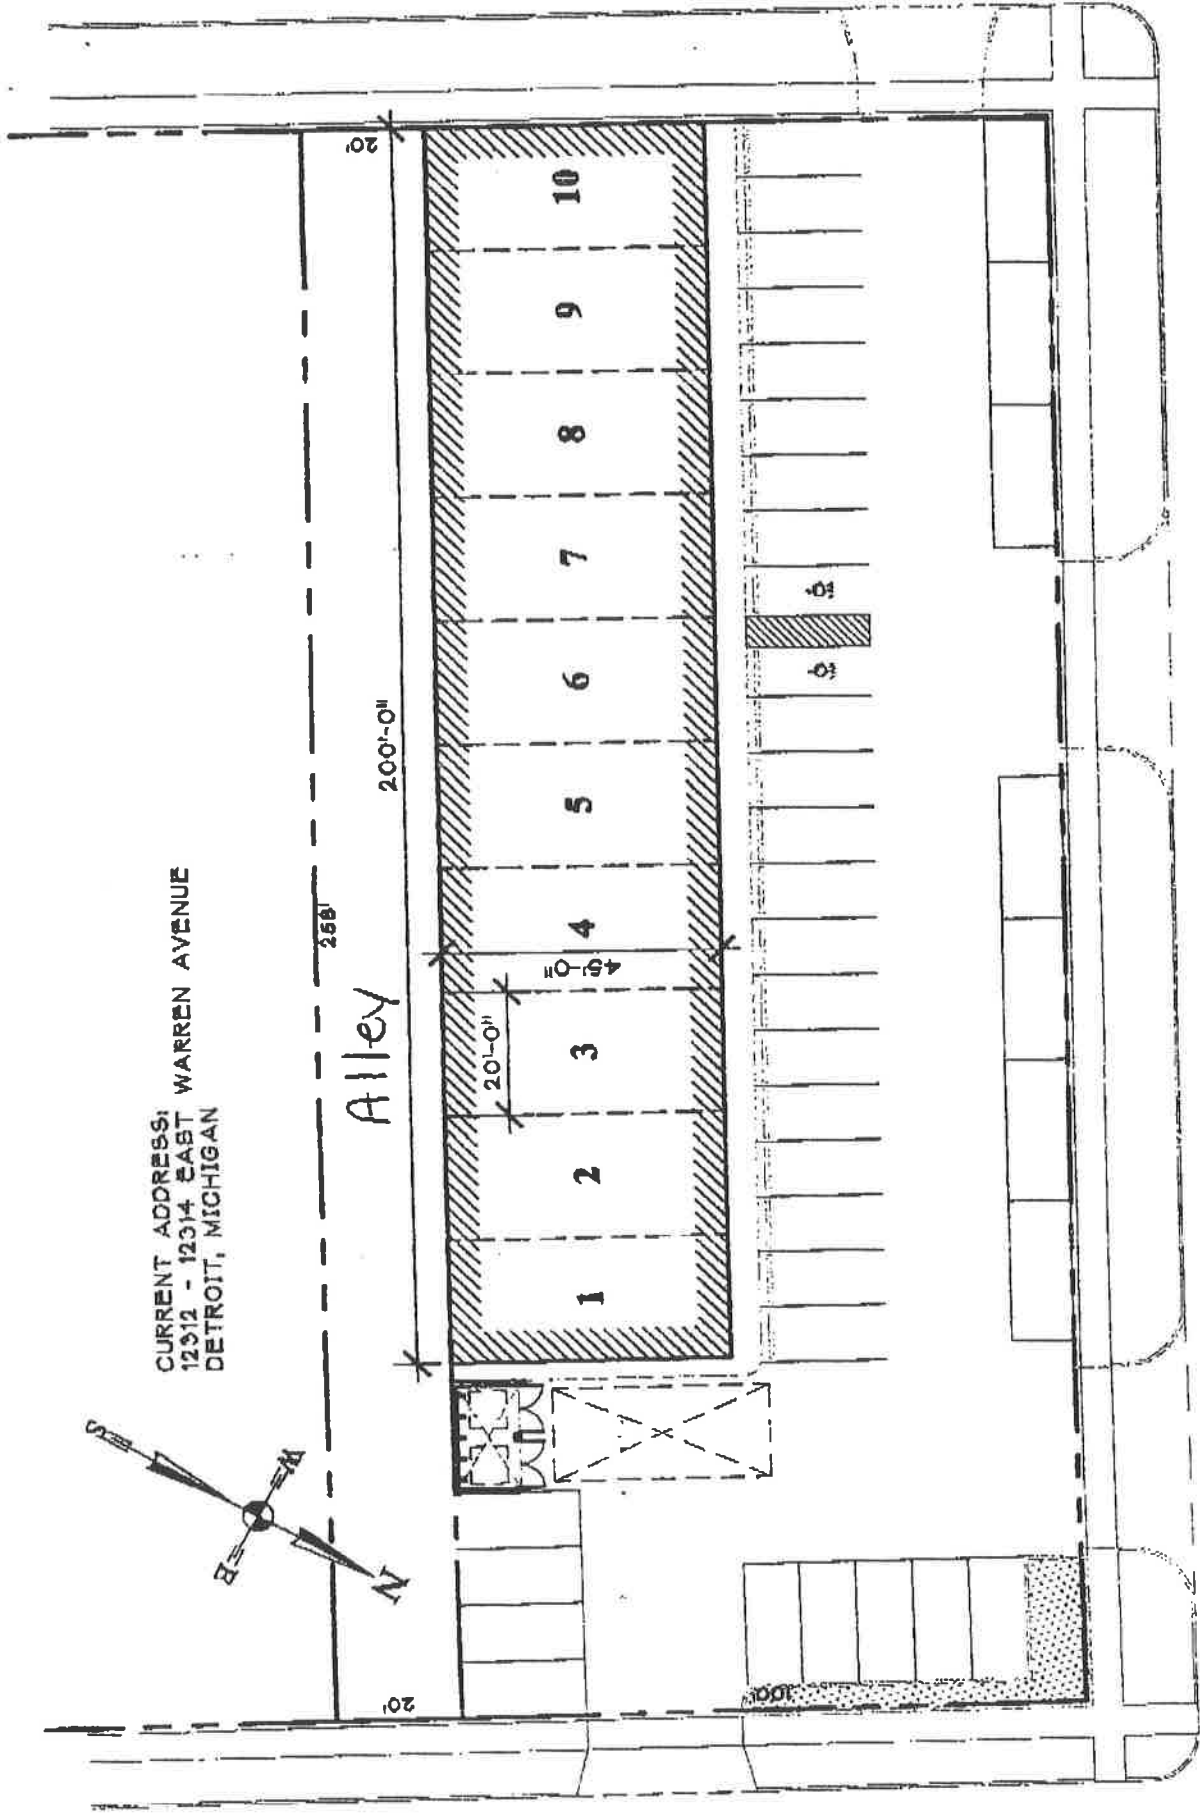 CURRENT ADDRESS:
12312 - 12314 EAST WARREN AVENUE
DETROIT, MICHIGAN
S
W
E
N
258'
20'
20'
Alley
200'-0"
20'-0"
45'-0"
1
2
3
4
5
6
7
8
9
10
100'